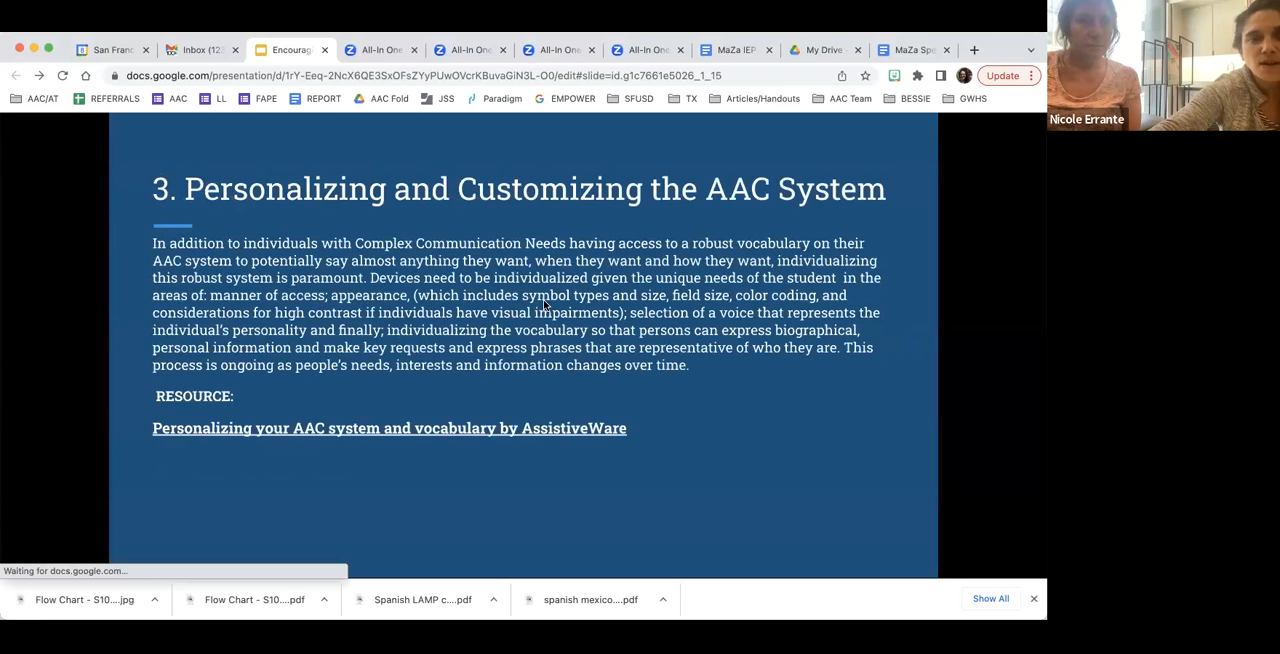 San Franc
Inbox (12
Encourag
All-In One
All-In One
All-In One
All-In One
MaZa IEP
My Drive -
MaZa Spe
docs.google.com/presentation/d/1rY-Eeq-2NcX6QE3SxOFsZYyPUwOVcrKBuvaGiN3L-O0/edit#slide=id.g1c7661e5026_1_15
Update
AAC/AT
REFERRALS
AAC
LL
FAPE
REPORT
AAC Fold
JSS
Paradigm
EMPOWER
SFUSD
TX
Articles/Handouts
AAC Team
BESSIE
GWHS
Nicole Errante
3. Personalizing and Customizing the AAC System
In addition to individuals with Complex Communication Needs having access to a robust vocabulary on their
AAC system to potentially say almost anything they want, when they want and how they want, individualizing
this robust system is paramount. Devices need to be individualized given the unique needs of the student in the
areas of: manner of access; appearance, (which includes symbol types and size, field size, color coding, and
considerations for high contrast if individuals have visual impairments); selection of a voice that represents the
individual's personality and finally; individualizing the vocabulary so that persons can express biographical,
personal information and make key requests and express phrases that are representative of who they are. This
process is ongoing as people's needs, interests and information changes over time.
RESOURCE:
Personalizing your AAC system and vocabulary by AssistiveWare
Waiting for docs.google.com...
Flow Chart - S10....jpg
Flow Chart - S10....pdf
Spanish LAMP c....pdf
spanish mexico....pdf
Show All